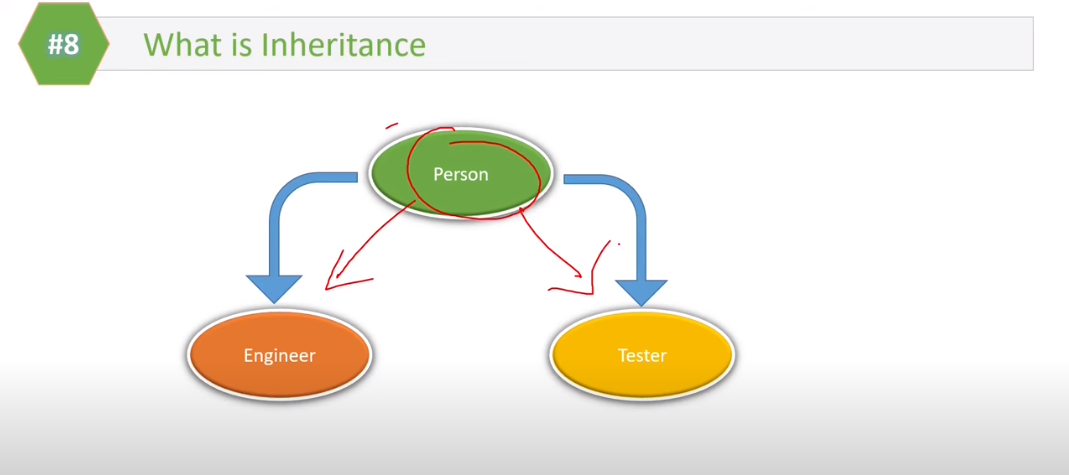 #8
What is Inheritance
Person
Engineer
Tester